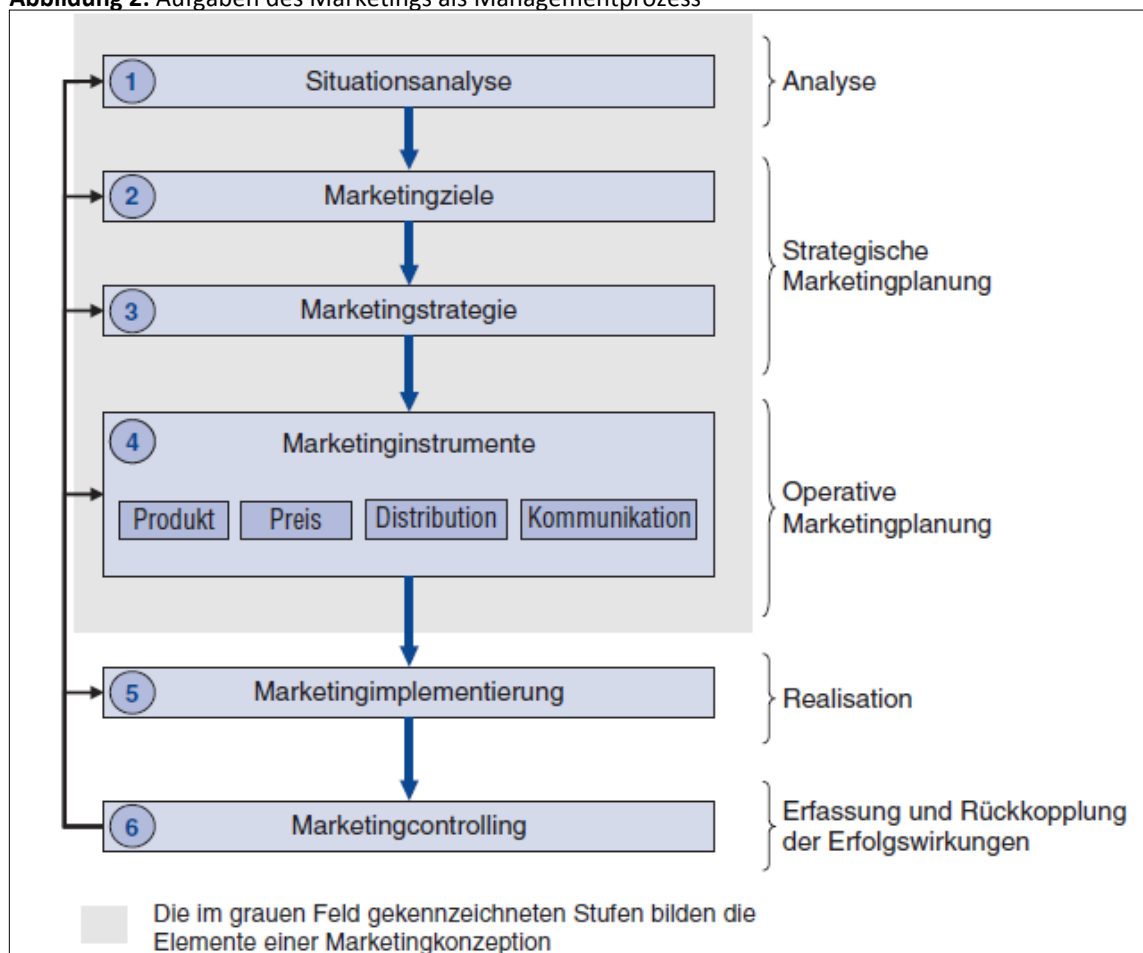 Abbildung 2: Aufgaben des Marketings als Managementprozess
1 Situationsanalyse
Analyse
2 Marketingziele
Strategische
Marketingplanung
3 Marketingstrategie
4 Marketinginstrumente
Produkt Preis Distribution Kommunikation
Operative
Marketingplanung
5 Marketingimplementierung
Realisation
6 Marketingcontrolling
Erfassung und Rückkopplung
der Erfolgswirkungen
Die im grauen Feld gekennzeichneten Stufen bilden die
Elemente einer Marketingkonzeption